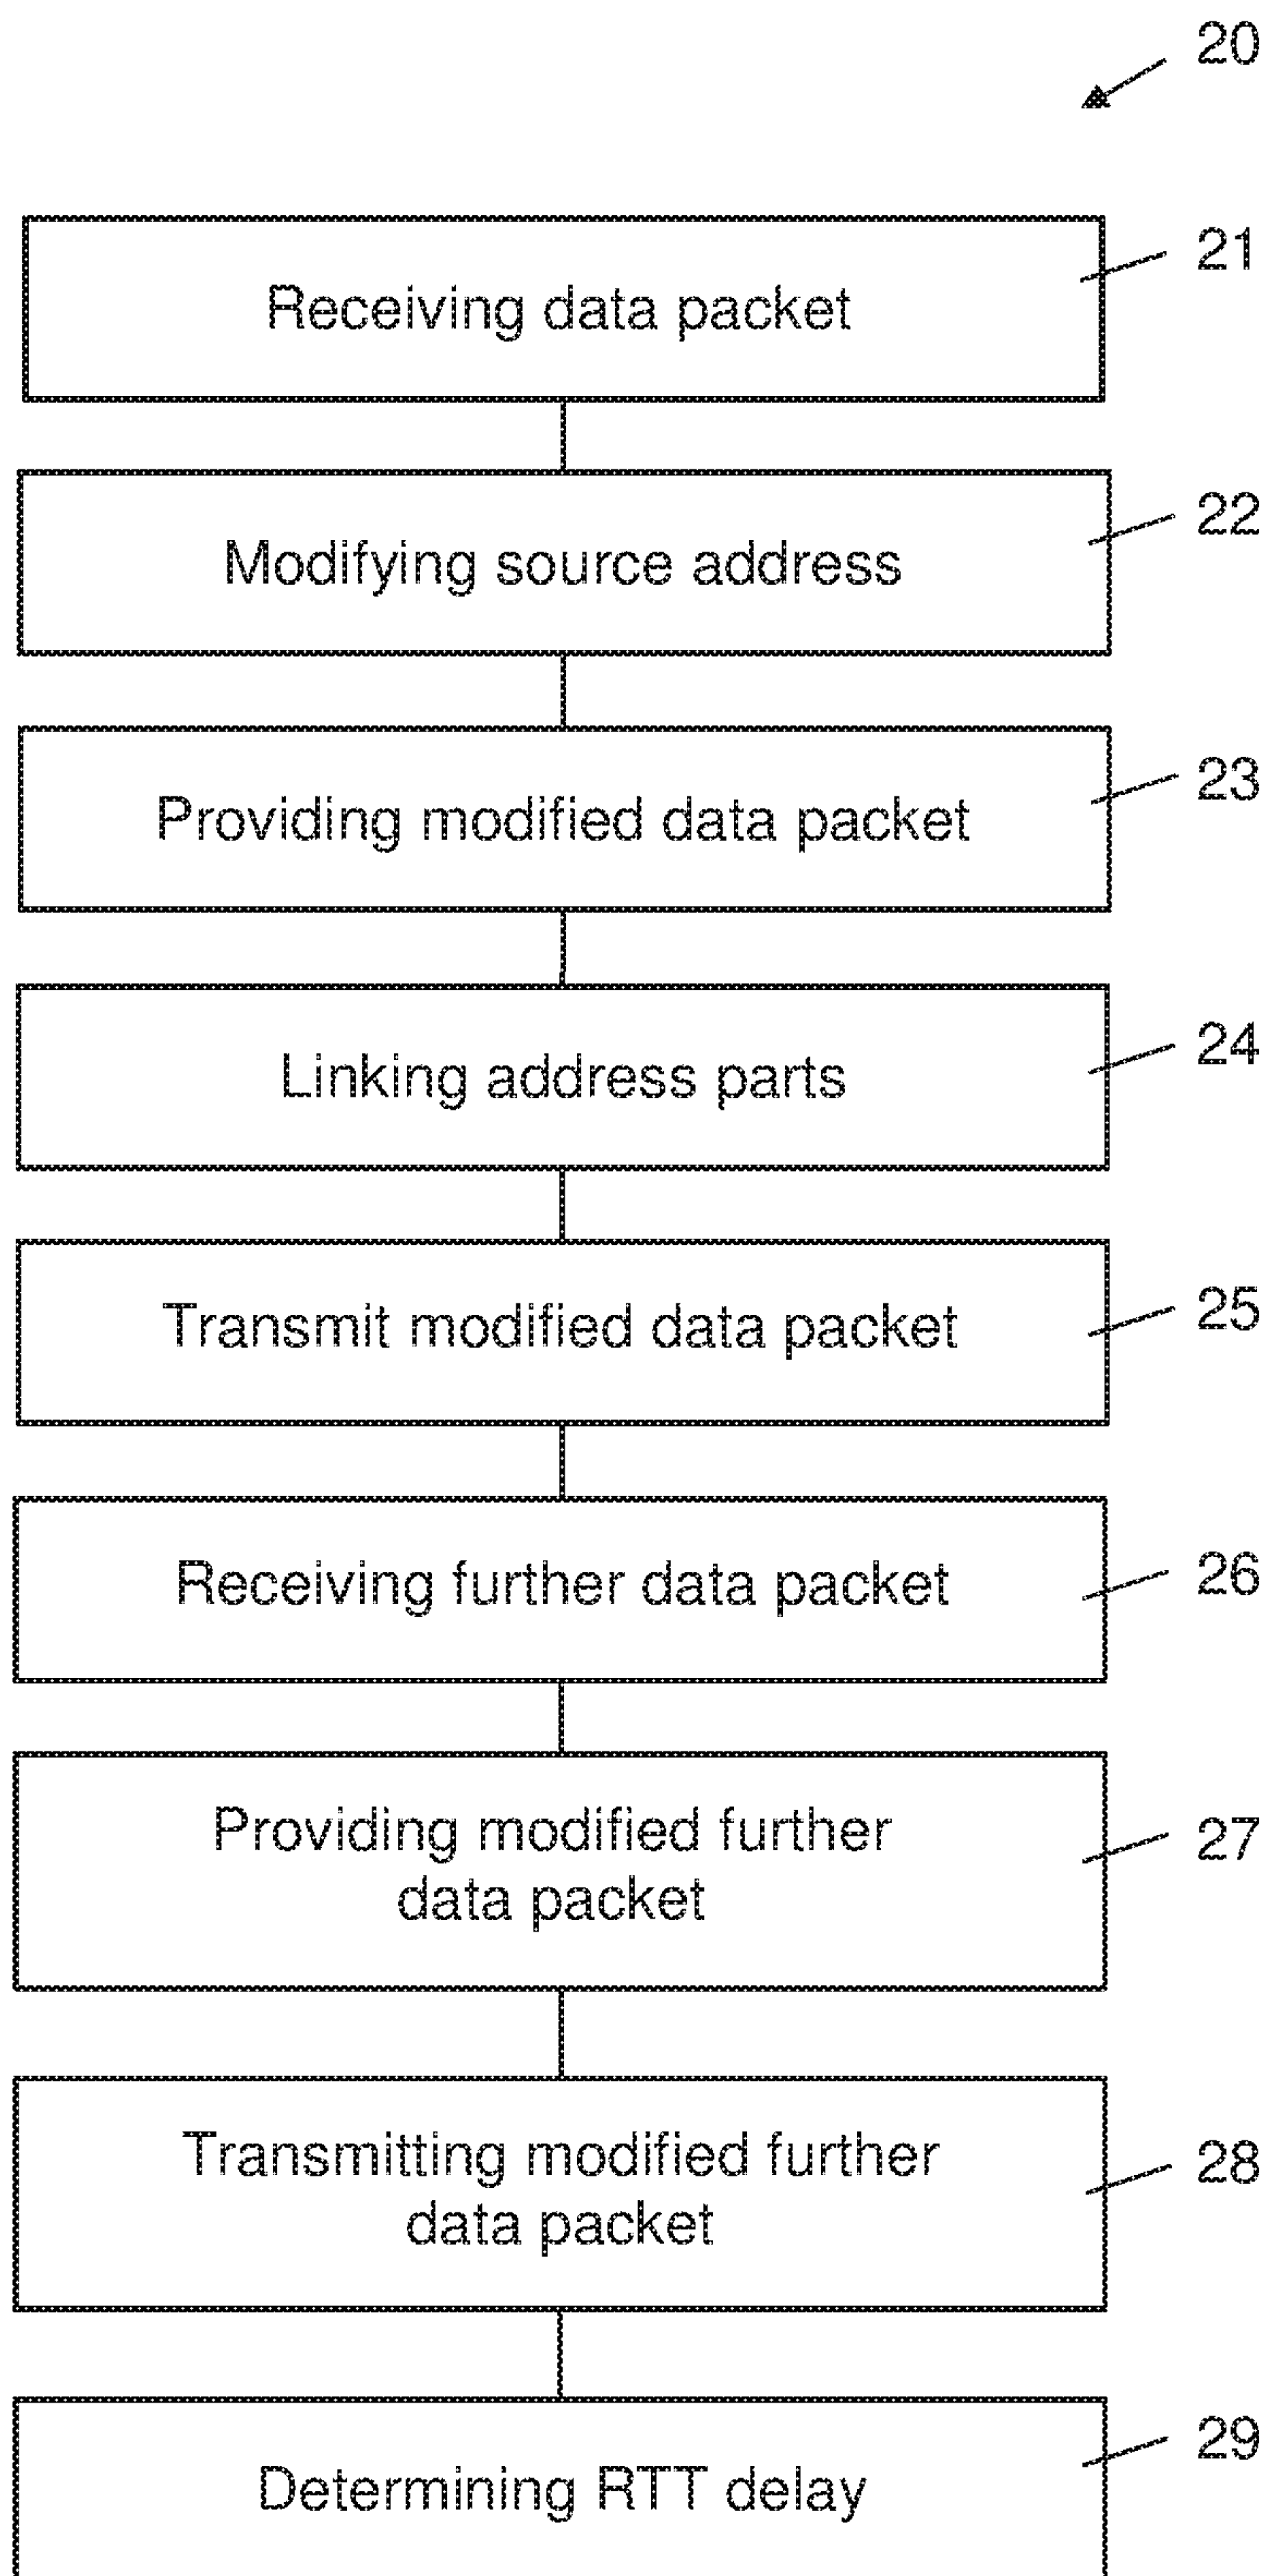 20
Receiving data packet
21
Modifying source address
22
Providing modified data packet
23
Linking address parts
24
Transmit modified data packet
25
Receiving further data packet
26
Providing modified further
data packet
27
Transmitting modified further
data packet
28
Determining RTT delay
29